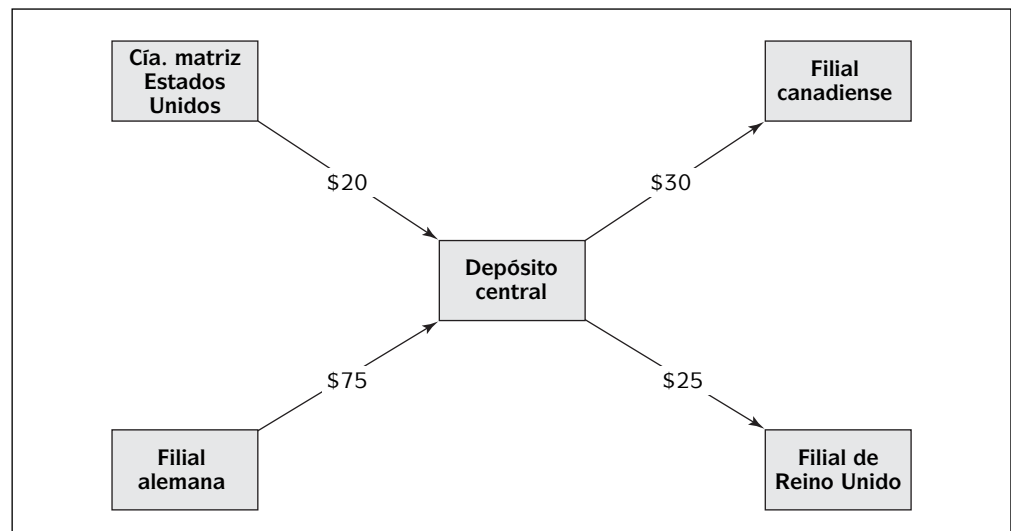 Cía. matriz
Estados
Unidos
Filial
canadiense
$20
$30
Depósito
central
$75
$25
Filial
alemana
Filial de
Reino Unido